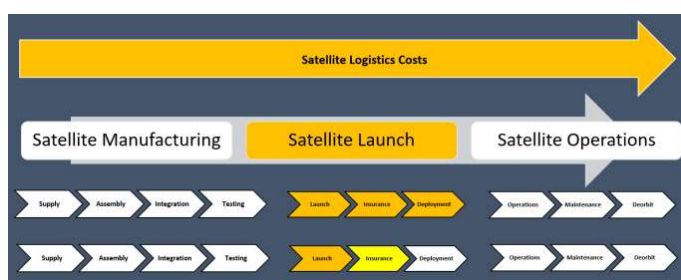 Satellite Logistics Costs
Satellite Manufacturing Satellite Launch Satellite Operations
Supply Assembly Integration Testing Launch Insurance Deployment Operations Maintenance Deorbit
Supply Assembly Integration Testing Launch Insurance Deployment Operations Maintenance Deorbit